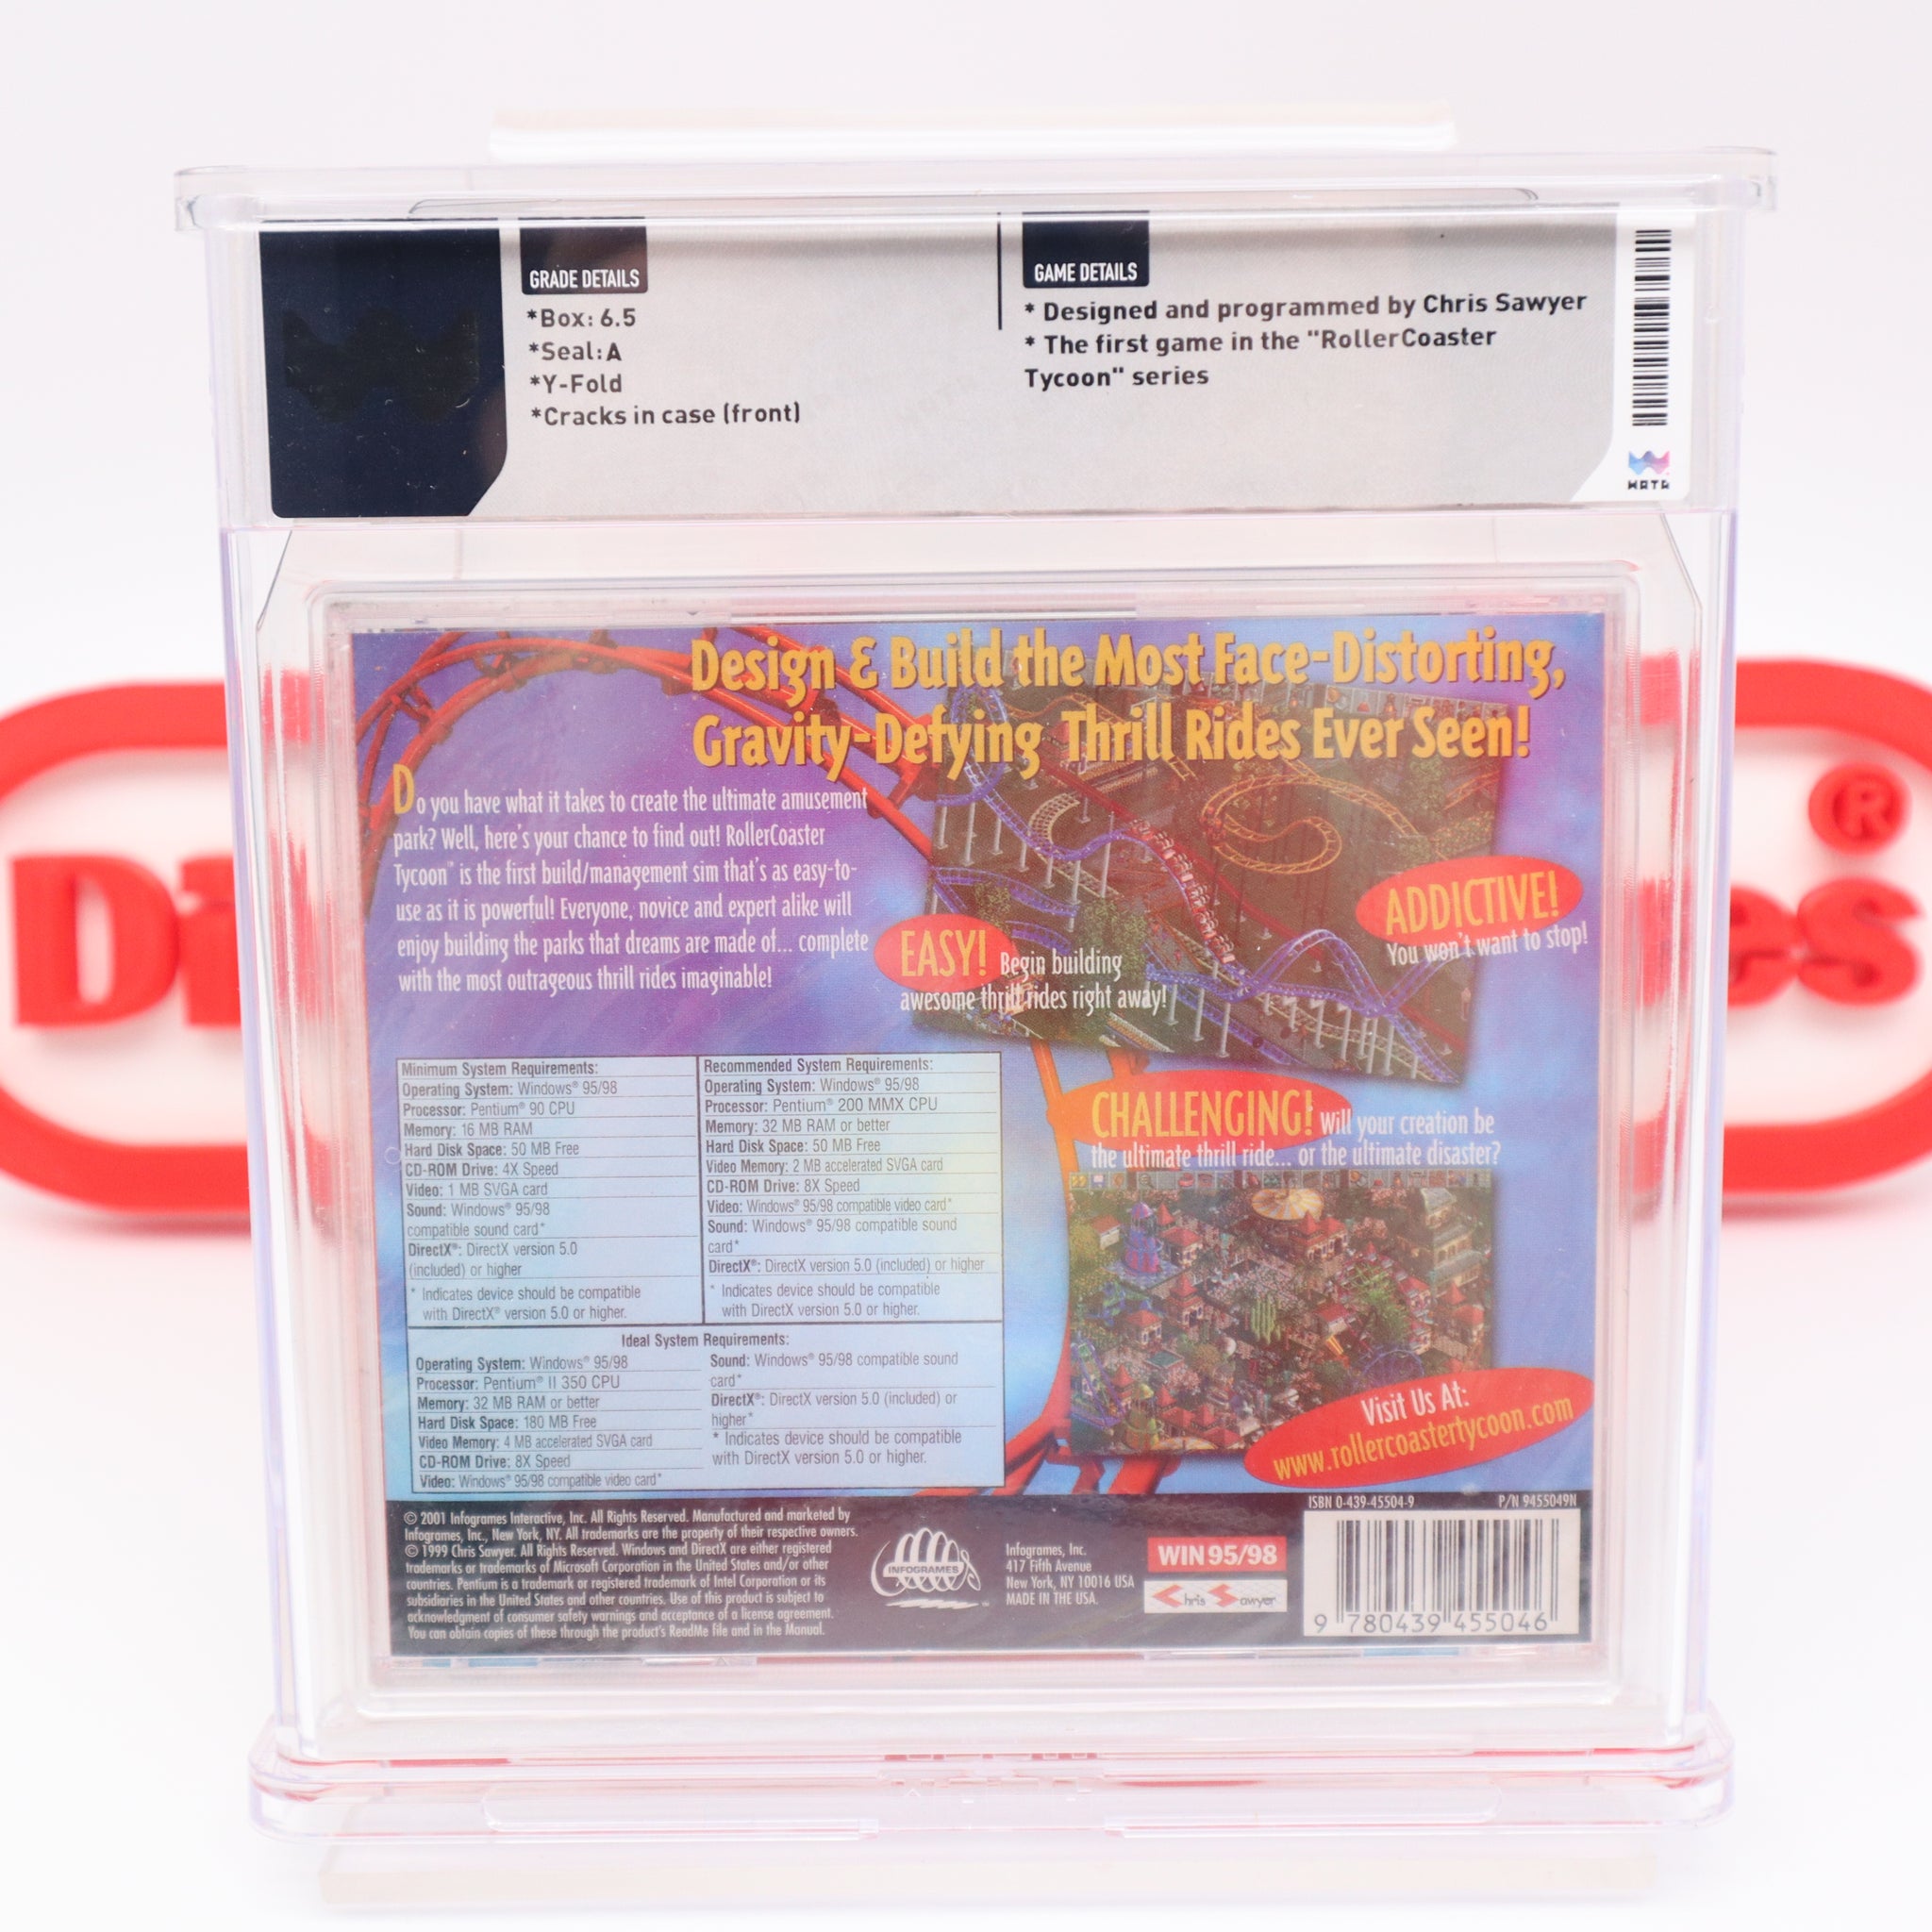 GRADE DETAILS
*Box: 6.5
*Seal: A
*Y-Fold
*Cracks in case (front)
GAME DETAILS
* Designed and programmed by Chris Sawyer
* The first game in the "RollerCoaster
Tycoon" series
WATA
Di
es
®
Design & Build the Most Face-Distorting,
Gravity-Defying Thrill Rides Ever Seen!
Do you have what it takes to create the ultimate amusement
park? Well, here's your chance to find out! RollerCoaster
Tycoon™ is the first build/management sim that's as easy-to-
use as it is powerful! Everyone, novice and expert alike will
enjoy building the parks that dreams are made of... complete
with the most outrageous thrill rides imaginable!
EASY! Begin building
awesome thrill rides right away!
ADDICTIVE!
You won't want to stop!
CHALLENGING! Will your creation be
the ultimate thrill ride... or the ultimate disaster?
Minimum System Requirements:
Operating System: Windows® 95/98
Processor: Pentium® 90 CPU
Memory: 16 MB RAM
Hard Disk Space: 50 MB Free
CD-ROM Drive: 4X Speed
Video: 1 MB SVGA card
Sound: Windows® 95/98
compatible sound card*
DirectX®: DirectX version 5.0
(included) or higher
* Indicates device should be compatible
with DirectX® version 5.0 or higher.
Recommended System Requirements:
Operating System: Windows® 95/98
Processor: Pentium® 200 MMX CPU
Memory: 32 MB RAM or better
Hard Disk Space: 50 MB Free
Video Memory: 2 MB accelerated SVGA card
CD-ROM Drive: 8X Speed
Video: Windows® 95/98 compatible video card*
Sound: Windows® 95/98 compatible sound
card*
DirectX®: DirectX version 5.0 (included) or higher
* Indicates device should be compatible
with DirectX version 5.0 or higher.
Ideal System Requirements:
Operating System: Windows® 95/98
Processor: Pentium® II 350 CPU
Memory: 32 MB RAM or better
Hard Disk Space: 180 MB Free
Video Memory: 4 MB accelerated SVGA card
CD-ROM Drive: 8X Speed
Video: Windows® 95/98 compatible video card*
Sound: Windows® 95/98 compatible sound
card*
DirectX®: DirectX version 5.0 (included) or
higher*
* Indicates device should be compatible
with DirectX version 5.0 or higher.
Visit Us At:
www.rollercoastertycoon.com
© 2001 Infogrames Interactive, Inc. All Rights Reserved. Manufactured and marketed by
Infogrames, Inc., New York, NY. All trademarks are the property of their respective owners.
© 1999 Chris Sawyer. All Rights Reserved. Windows and DirectX are either registered
trademarks or trademarks of Microsoft Corporation in the United States and/or other
countries. Pentium is a trademark or registered trademark of Intel Corporation or its
subsidiaries in the United States and other countries. Use of this product is subject to
acknowledgment of consumer safety warnings and acceptance of a license agreement.
You can obtain copies of these through the product's ReadMe File and in the Manual.
INFOGRAMES
Infogrames, Inc.
417 Fifth Avenue
New York, NY 10016 USA
MADE IN THE USA.
WIN 95/98
Chris Sawyer
ISBN 0-439-45504-9
P/N 9455049N
9 780439 455046